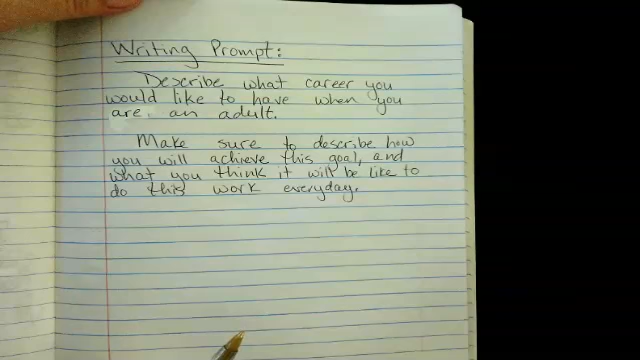 Writing Prompt:
Describe what career you
would like to have when you
are an adult.
Make sure to describe how
you will achieve this goal, and
what you think it will be like to
do this work everyday.